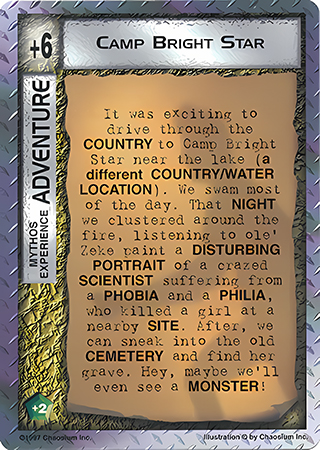 +6
CAMP BRIGHT STAR
MYTHOS
EXPERIENCE
ADVENTURE
It was exciting to
drive through the
COUNTRY to Camp Bright
Star near the lake (a
different COUNTRY/WATER
LOCATION). We swam most
of the day. That NIGHT
we clustered around the
fire, listening to ole'
Zeke paint a DISTURBING
PORTRAIT of a crazed
SCIENTIST suffering from
a PHOBIA and a PHILIA,
who killed a girl at a
nearby SITE. After, we
can sneak into the old
CEMETERY and find her
grave. Hey, maybe we'll
even see a MONSTER!
+2
©1997 Chaosium Inc.
Illustration © by Chaosium Inc.